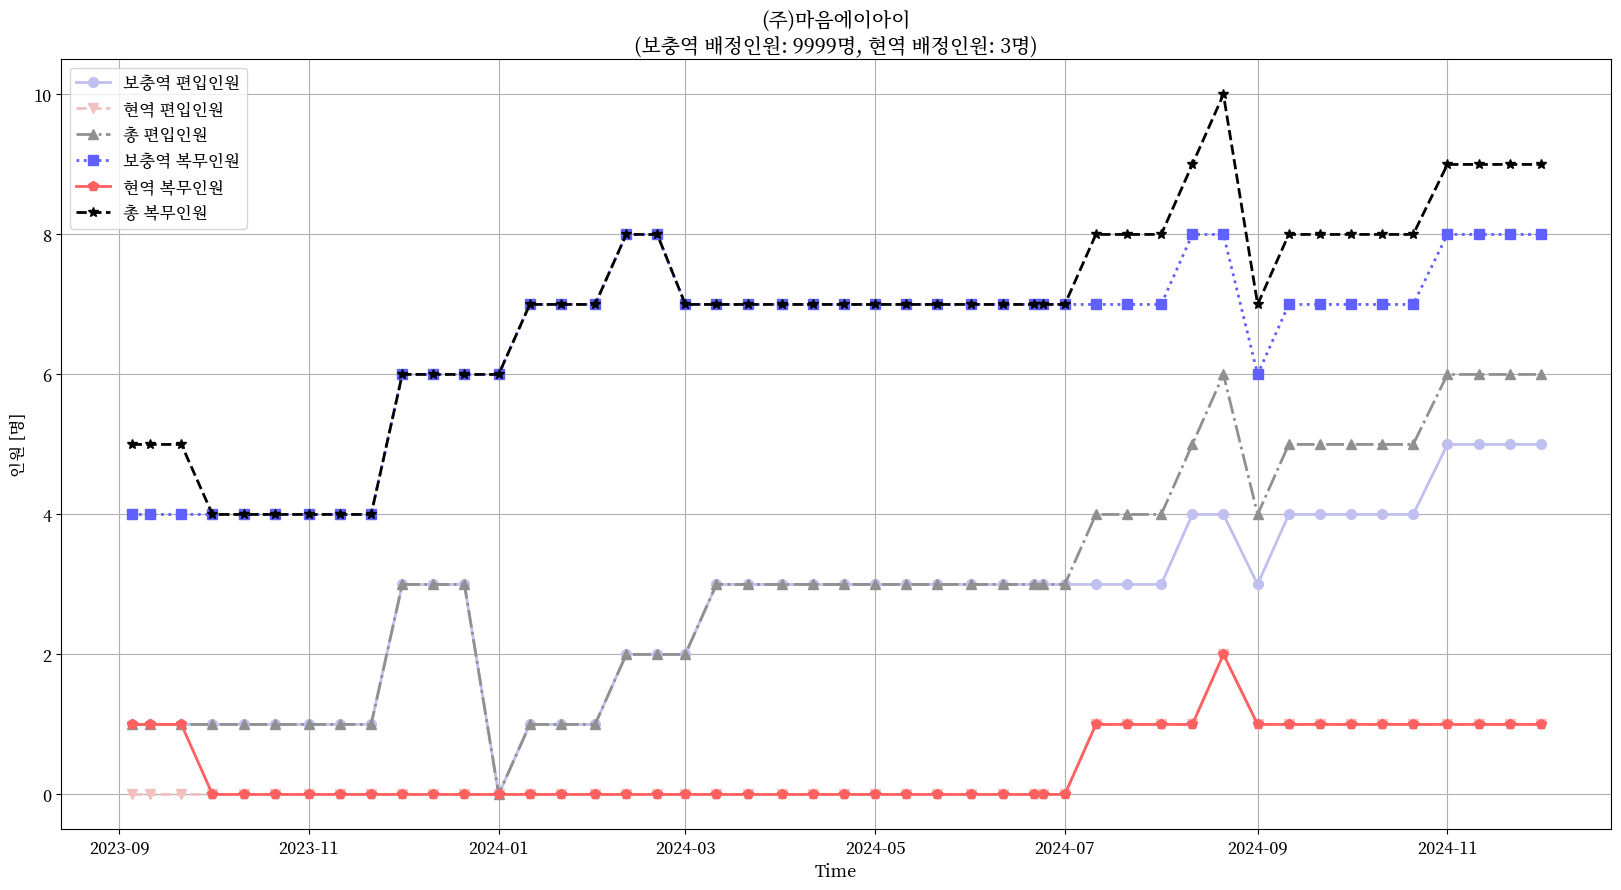 (주)마음에이아이
(보충역 배정인원: 9999명, 현역 배정인원: 3명)
보충역 편입인원
현역 편입인원
총 편입인원
보충역 복무인원
현역 복무인원
총 복무인원
10
8
6
4
2
0
인원 [명]
2023-09 2023-11 2024-01 2024-03 2024-05 2024-07 2024-09 2024-11
Time